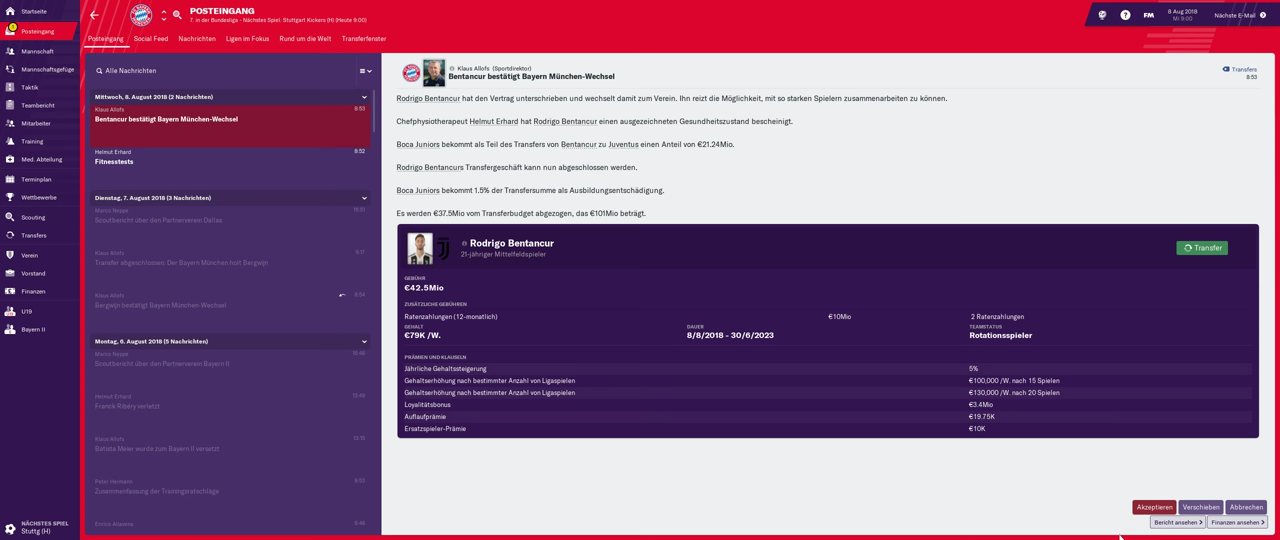 Startseite
Posteingang
Mannschaft
Mannschaftsgefüge
Taktik
Teambericht
Mitarbeiter
Training
Med. Abteilung
Terminplan
Wettbewerbe
Scouting
Transfers
Verein
Vorstand
Finanzen
U19
Bayern II
NÄCHSTES SPIEL
Stuttg (H)
POSTEINGANG
7. in der Bundesliga - Nächstes Spiel: Stuttgart Kickers (H) (Heute 9:00)
FM
8 Aug 2018
Mi 9:00
Nächste E-Mail
Posteingang
Social Feed
Nachrichten
Ligen im Fokus
Rund um die Welt
Transferfenster
Alle Nachrichten
Mittwoch, 8. August 2018 (2 Nachrichten)
Klaus Allofs 8:53
Bentancur bestätigt Bayern München-Wechsel
Helmut Erhard 8:52
Fitnesstests
Dienstag, 7. August 2018 (3 Nachrichten)
Marco Neppe
Scoutbericht über den Partnerverein Dallas
Klaus Allofs
Transfer abgeschlossen: Der Bayern München holt Bergwijn
Klaus Allofs 8:54
Bergwijn bestätigt Bayern München-Wechsel
Montag, 6. August 2018 (5 Nachrichten)
Marco Neppe
Scoutbericht über den Partnerverein Bayern II
Helmut Erhard
Franck Ribéry verletzt
Klaus Allofs
Batista Meier wurde zum Bayern II versetzt
Peter Hermann
Zusammenfassung der Trainingsratschläge
Klaus Allofs (Sportdirektor)
Bentancur bestätigt Bayern München-Wechsel
Transfers
8:53
Rodrigo Bentancur hat den Vertrag unterschrieben und wechselt damit zum Verein. Ihn reizt die Möglichkeit, mit so starken Spielern zusammenarbeiten zu können.
Chefphysiotherapeut Helmut Erhard hat Rodrigo Bentancur einen ausgezeichneten Gesundheitszustand bescheinigt.
Boca Juniors bekommt als Teil des Transfers von Bentancur zu Juventus einen Anteil von €21.24Mio.
Rodrigo Bentancurs Transfergeschäft kann nun abgeschlossen werden.
Boca Juniors bekommt 1.5% der Transfersumme als Ausbildungsentschädigung.
Es werden €37.5Mio vom Transferbudget abgezogen, das €101Mio beträgt.
Rodrigo Bentancur
21-jähriger Mittelfeldspieler
Transfer
GEBÜHR
€42.5Mio
ZUSÄTZLICHE GEBÜHREN
Ratenzahlungen (12-monatlich) €10Mio 2 Ratenzahlungen
GEHALT DAUER TEAMSTATUS
€79K /W. 8/8/2018 - 30/6/2023 Rotationsspieler
PRÄMIEN UND KLAUSELN
Jährliche Gehaltssteigerung 5%
Gehaltserhöhung nach bestimmter Anzahl von Ligaspielen €100,000 /W. nach 15 Spielen
Gehaltserhöhung nach bestimmter Anzahl von Ligaspielen €130,000 /W. nach 20 Spielen
Loyalitätsbonus €3.4Mio
Auflaufprämie €19.75K
Ersatzspieler-Prämie €10K
Akzeptieren
Verschieben
Abbrechen
Bericht ansehen
Finanzen ansehen